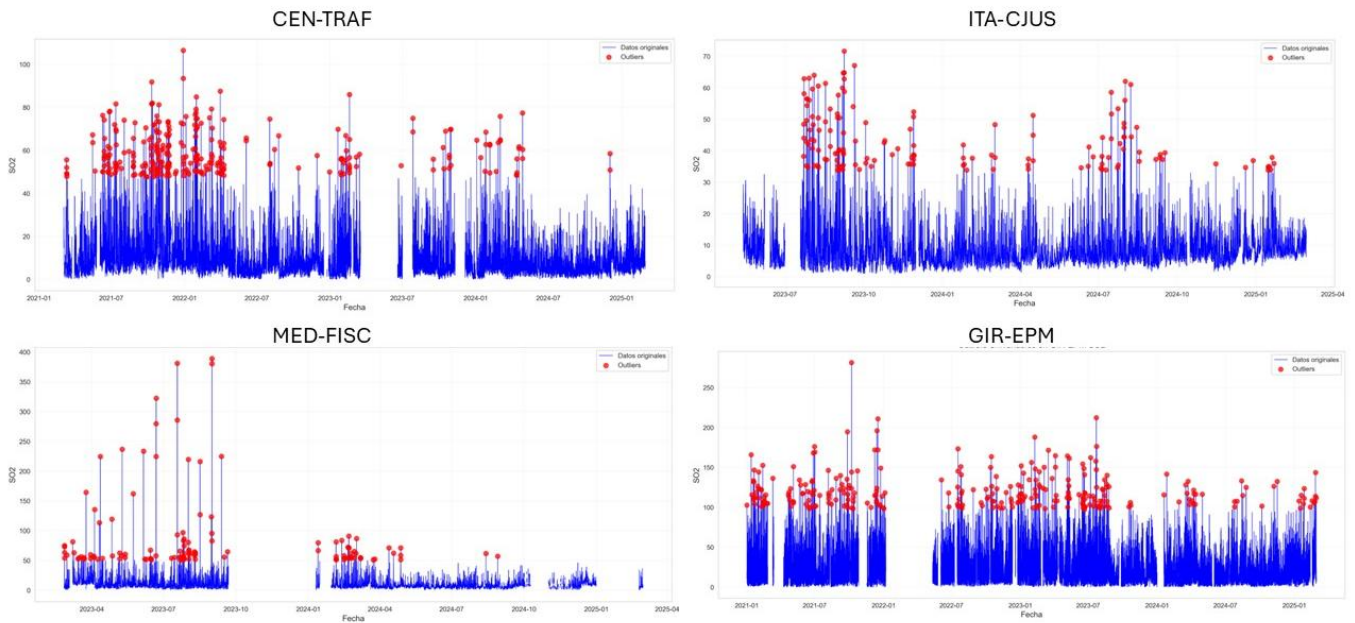 CEN-TRAF
Datos originales
Outliers
SO2
100
80
60
40
20
0
2021-01 2021-07 2022-01 2022-07 2023-01 2023-07 2024-01 2024-07 2025-01
Fecha
ITA-CJUS
Datos originales
Outliers
SO2
70
60
50
40
30
20
10
0
2023-07 2023-10 2024-01 2024-04 2024-07 2024-10 2025-01 2025-04
Fecha
MED-FISC
Datos originales
Outliers
SO2
400
350
300
250
200
150
100
50
0
2023-04 2023-07 2023-10 2024-01 2024-04 2024-07 2024-10 2025-01 2025-04
Fecha
GIR-EPM
Datos originales
Outliers
SO2
250
200
150
100
50
0
2021-01 2021-07 2022-01 2022-07 2023-01 2023-07 2024-01 2024-07 2025-01
Fecha